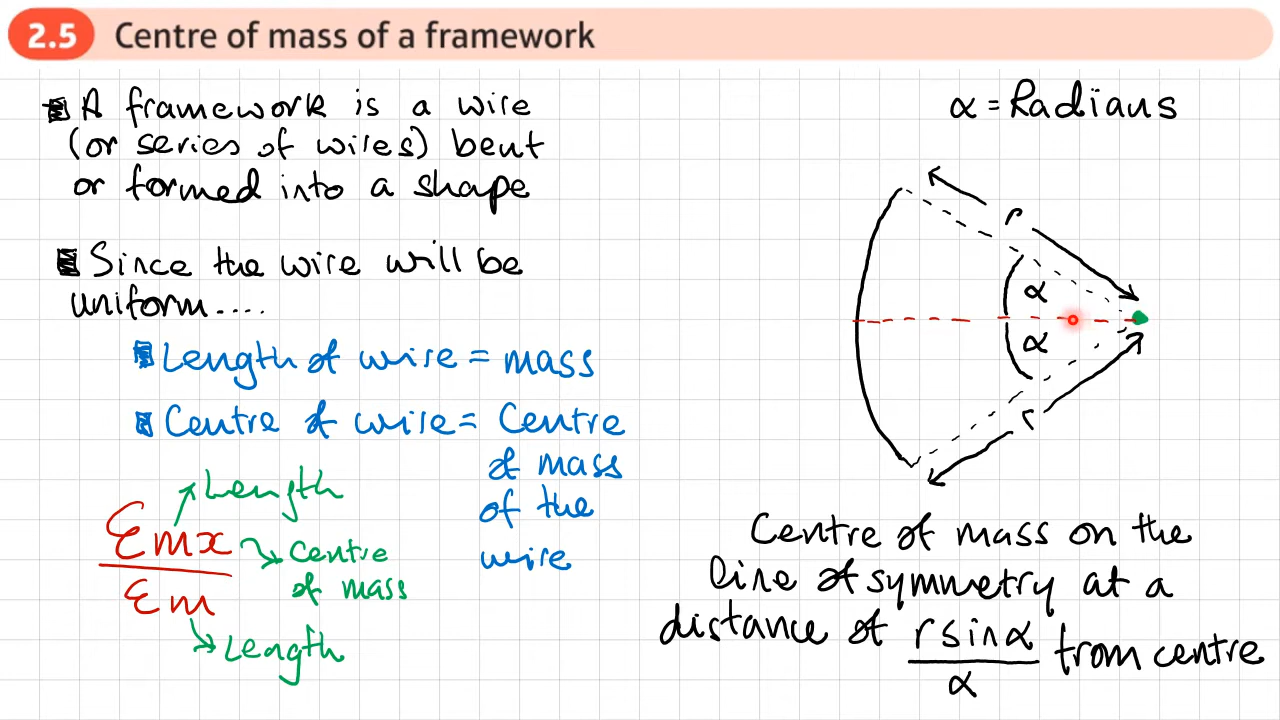 2.5 Centre of mass of a framework
A framework is a wire
(or series of wires) bent
or formed into a shape
Since the wire will be
uniform....
Length of wire = mass
Centre of wire = Centre
of mass
of the
wire
Length
Σmx
Centre
of mass
Σm
Length
α = Radians
r
α
α
r
Centre of mass on the
line of symmetry at a
distance of r sinα / α from centre